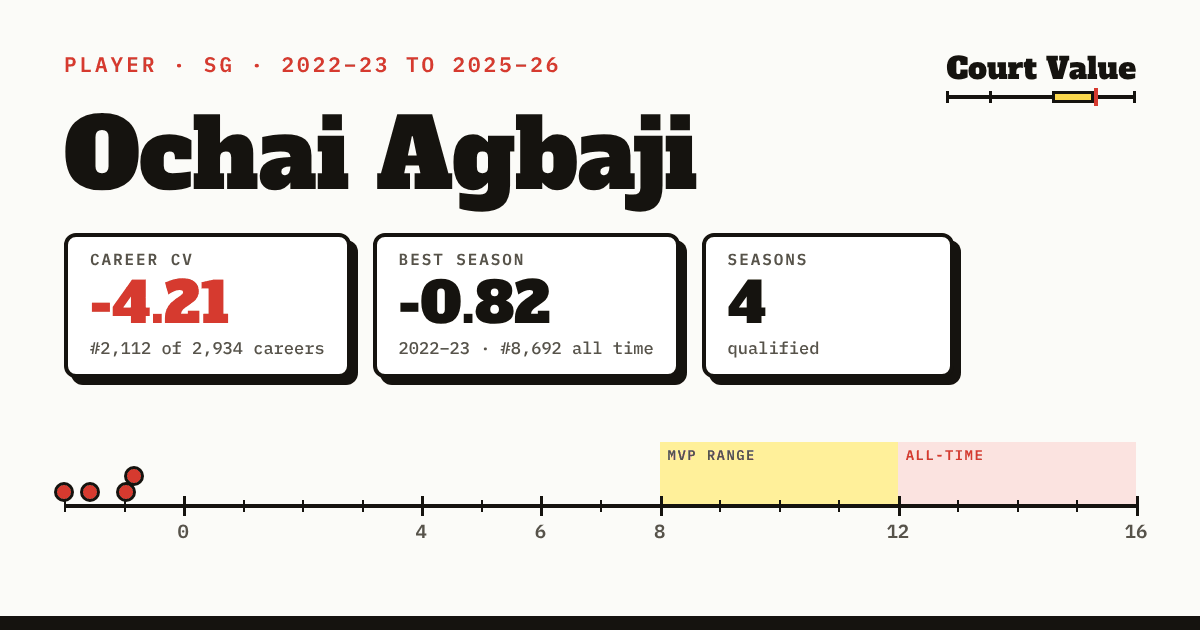 PLAYER · SG · 2022–23 TO 2025–26
Court Value
Ochai Agbaji
CAREER CV
-4.21
#2,112 of 2,934 careers
BEST SEASON
-0.82
2022–23 · #8,692 all time
SEASONS
4
qualified
MVP RANGE
ALL-TIME
0 4 6 8 12 16